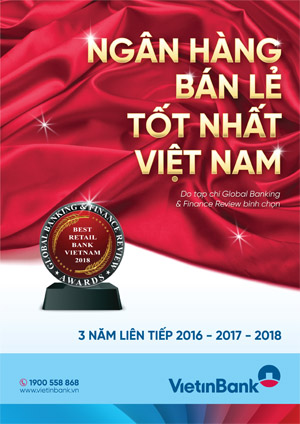 NGÂN HÀNG
BÁN LẺ
TỐT NHẤT
VIỆT NAM
Do tạp chí Global Banking
& Finance Review bình chọn
GLOBAL BANKING & FINANCE REVIEW
BEST
RETAIL
BANK
VIETNAM
2018
AWARDS
3 NĂM LIÊN TIẾP 2016 - 2017 - 2018
1900 558 868
www.vietinbank.vn
VietinBank